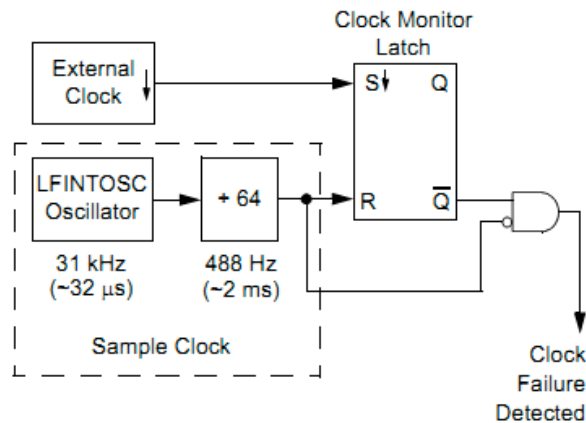 Clock Monitor
Latch
External
Clock
S
Q
LFINTOSC
Oscillator
÷ 64
R
Q
31 kHz
(~32 μs)
488 Hz
(~2 ms)
Sample Clock
Clock
Failure
Detected